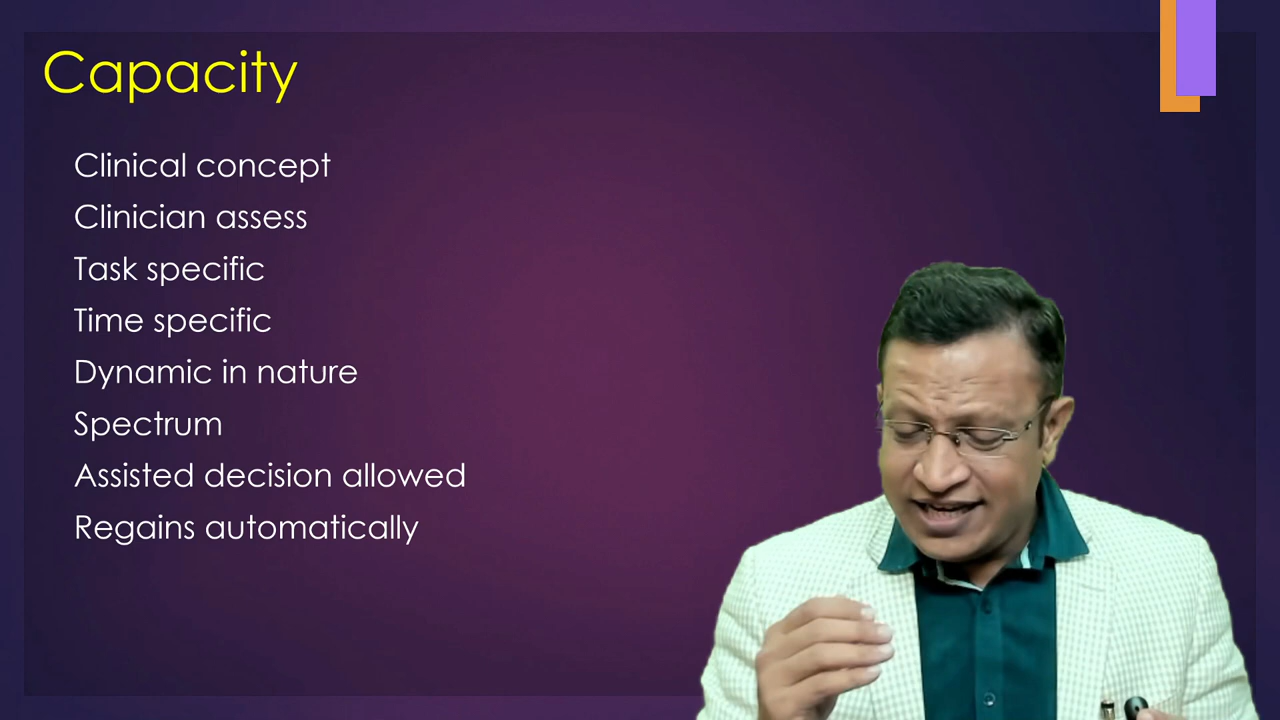 Capacity
Clinical concept
Clinician assess
Task specific
Time specific
Dynamic in nature
Spectrum
Assisted decision allowed
Regains automatically